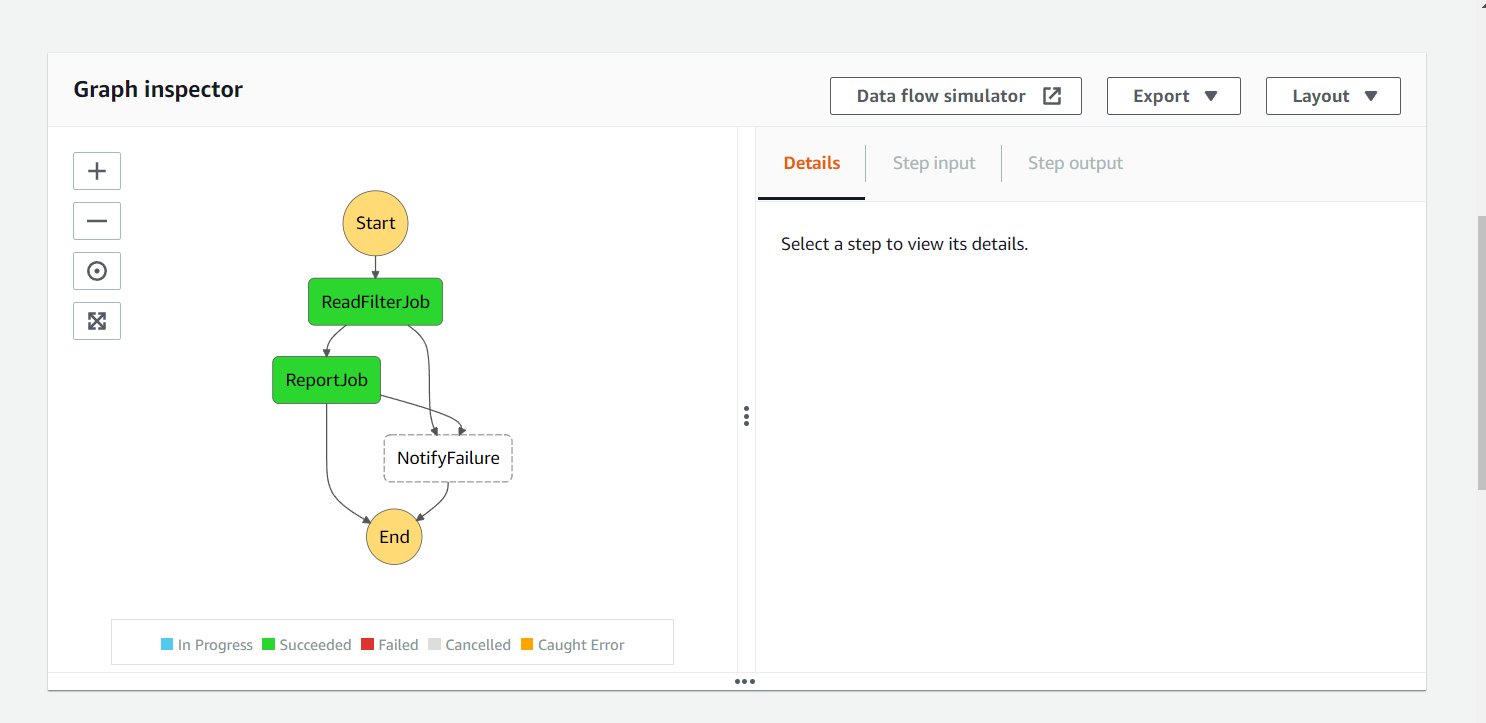 Graph inspector
Data flow simulator
Export
Layout
Details
Step input
Step output
Select a step to view its details.
Start
ReadFilterJob
ReportJob
NotifyFailure
End
In Progress Succeeded Failed Cancelled Caught Error